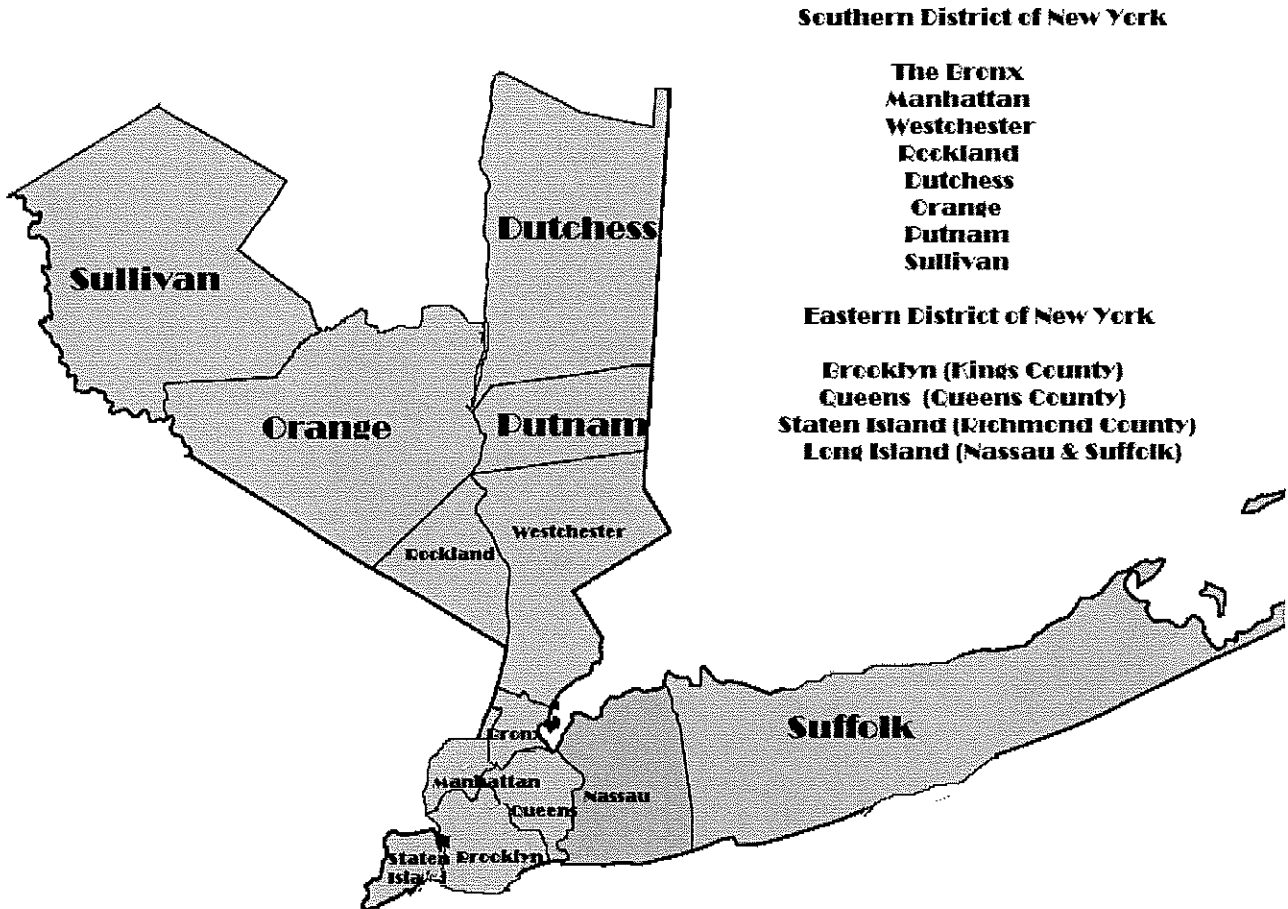 Southern District of New York
The Bronx
Manhattan
Westchester
Rockland
Dutchess
Orange
Putnam
Sullivan
Eastern District of New York
Brooklyn (Kings County)
Queens (Queens County)
Staten Island (Richmond County)
Long Island (Nassau & Suffolk)
Dutchess
Sullivan
Orange
Putnam
Westchester
Rockland
Suffolk
Bronx
Manhattan
Nassau
Queens
Staten
Island
Brooklyn